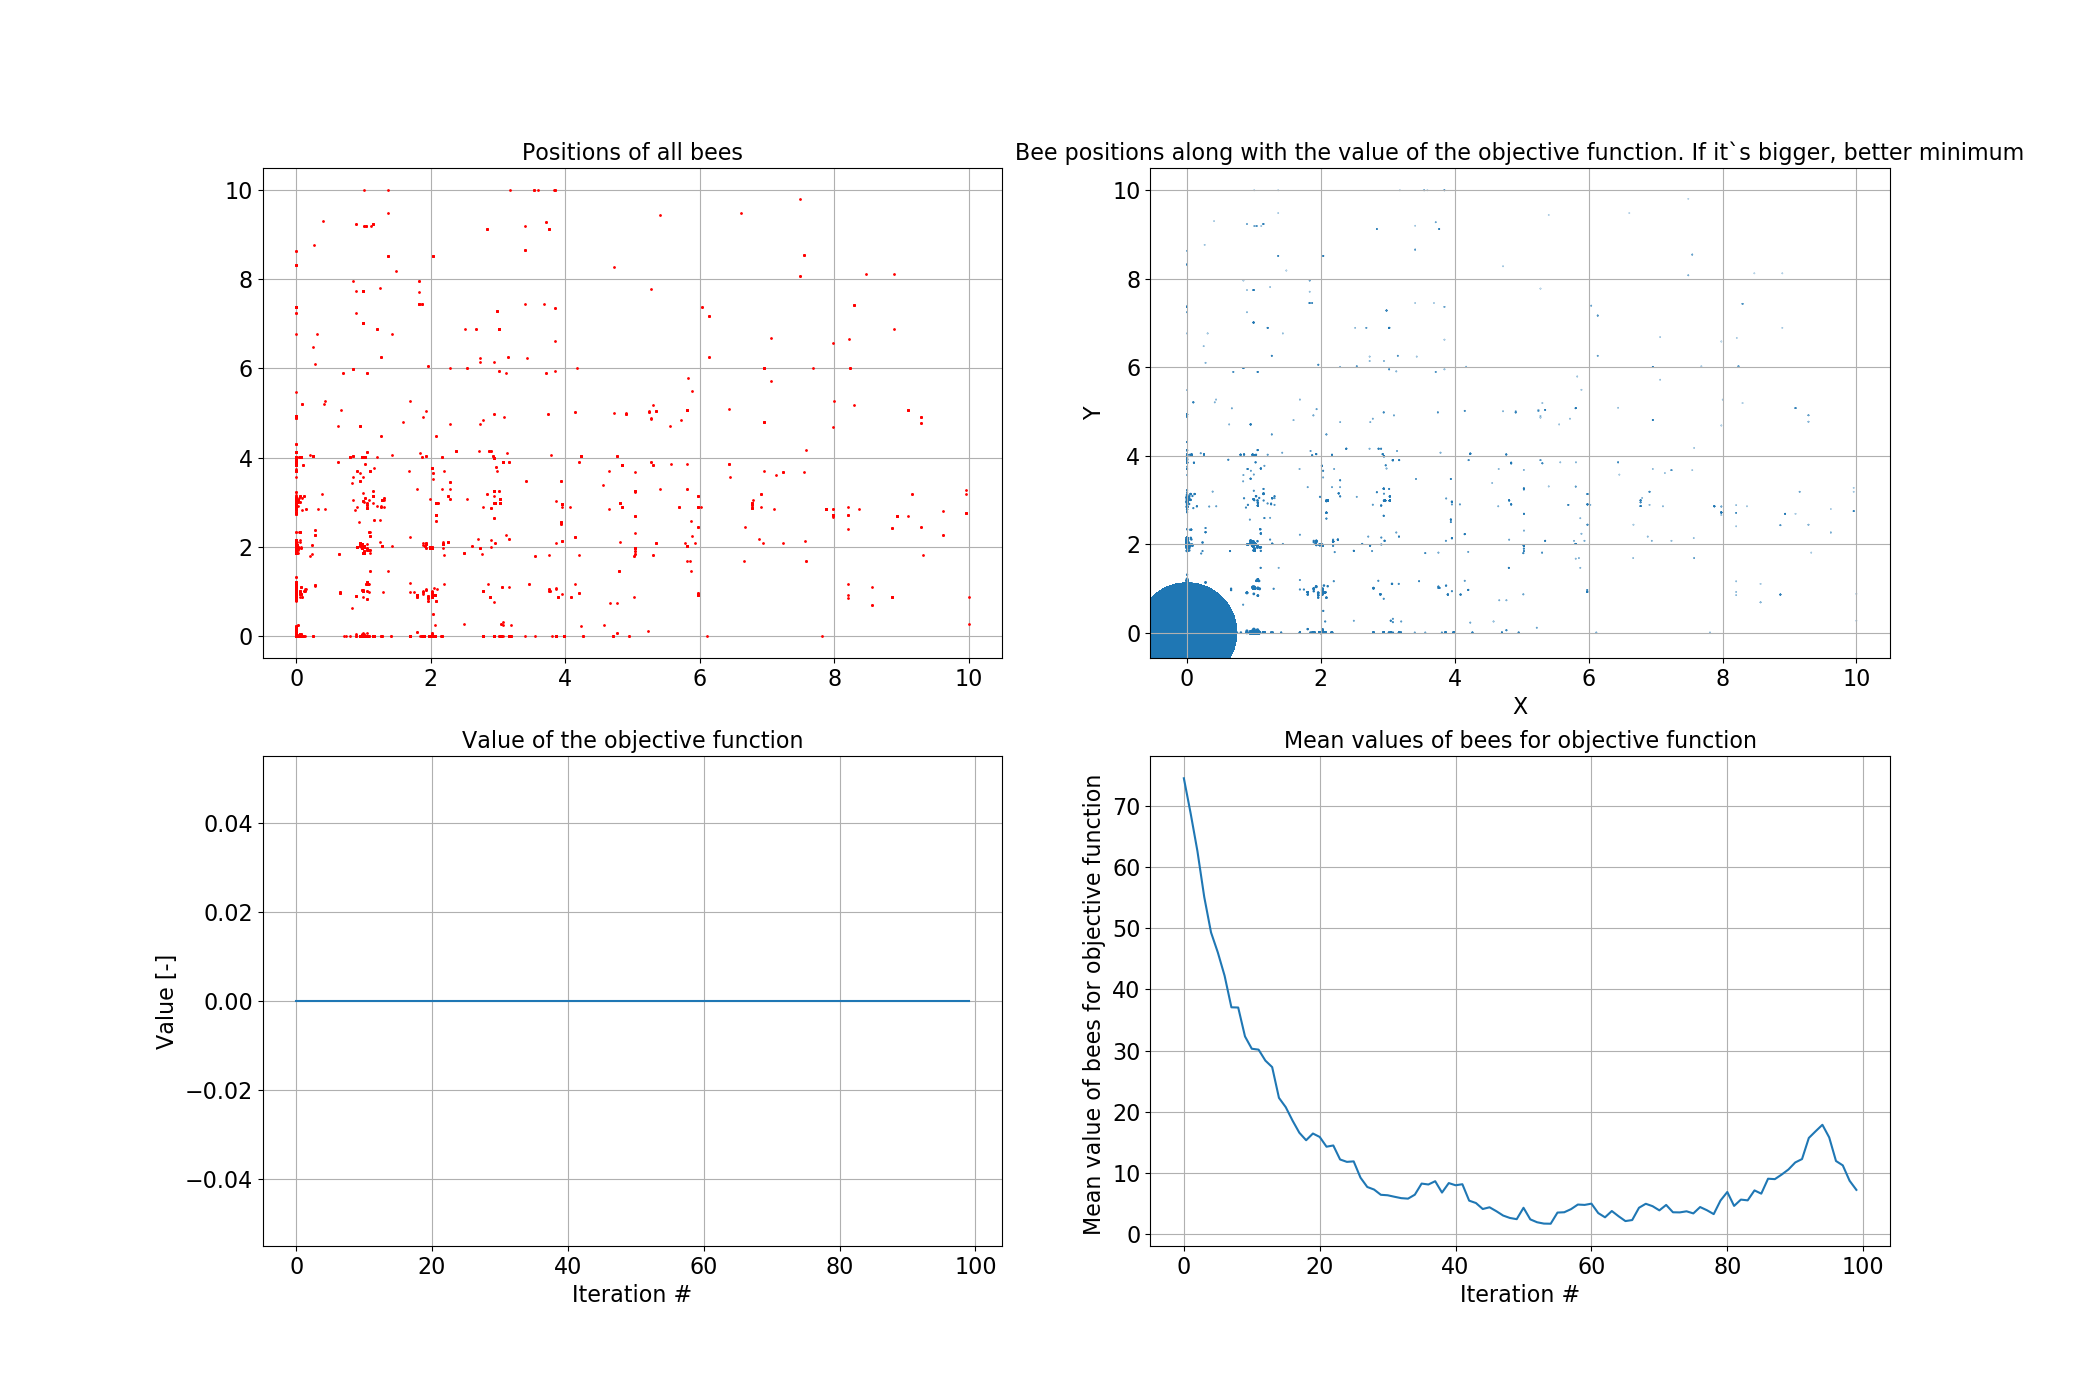 Positions of all bees
10
8
6
4
2
0
0 2 4 6 8 10
Bee positions along with the value of the objective function. If it`s bigger, better minimum
Y
10
8
6
4
2
0
0 2 4 6 8 10
X
Value of the objective function
Value [-]
0.04
0.02
0.00
−0.02
−0.04
0 20 40 60 80 100
Iteration #
Mean values of bees for objective function
Mean value of bees for objective function
70
60
50
40
30
20
10
0
0 20 40 60 80 100
Iteration #